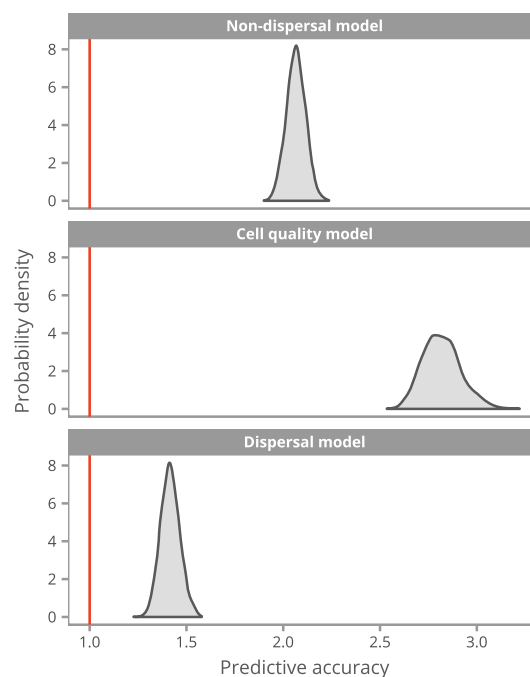 Non-dispersal model
8
6
4
2
0
Cell quality model
8
6
4
2
0
Probability density
Dispersal model
8
6
4
2
0
1.0 1.5 2.0 2.5 3.0
Predictive accuracy